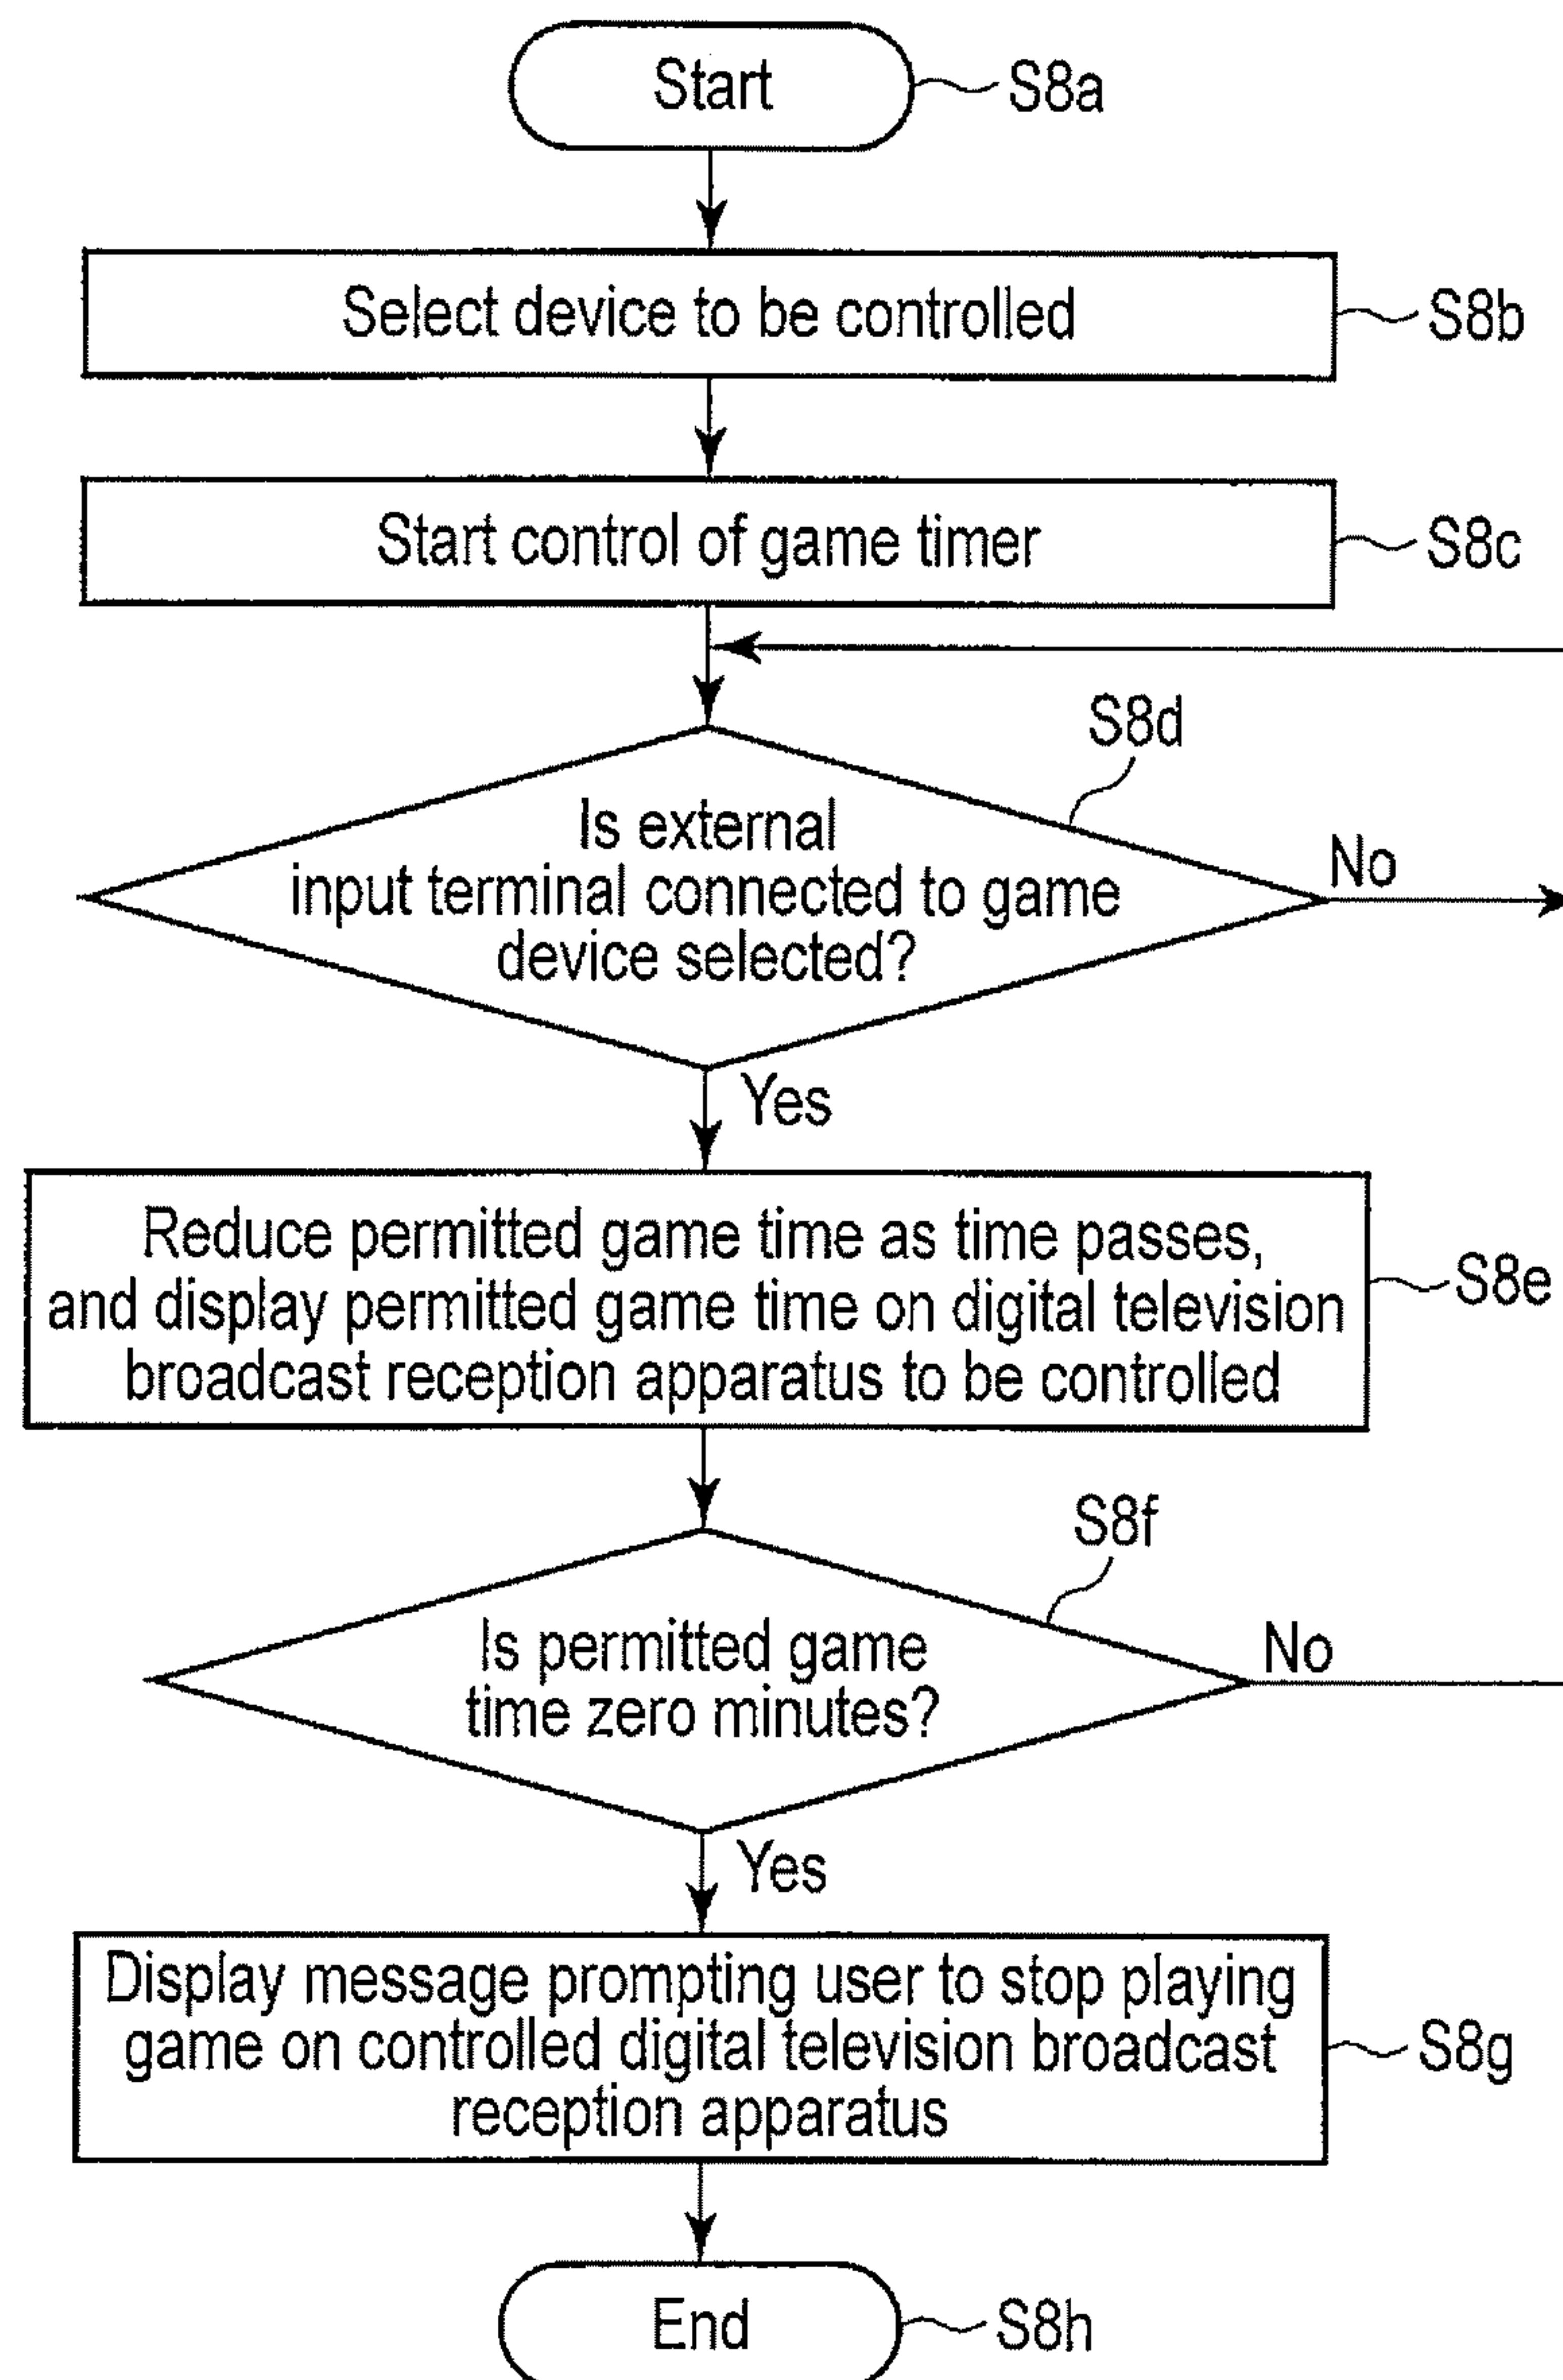 Start
S8a
Select device to be controlled
S8b
Start control of game timer
S8c
S8d
Is external
input terminal connected to game
device selected?
No
Yes
Reduce permitted game time as time passes,
and display permitted game time on digital television
broadcast reception apparatus to be controlled
S8e
S8f
Is permitted game
time zero minutes?
No
Yes
Display message prompting user to stop playing
game on controlled digital television broadcast
reception apparatus
S8g
End
S8h